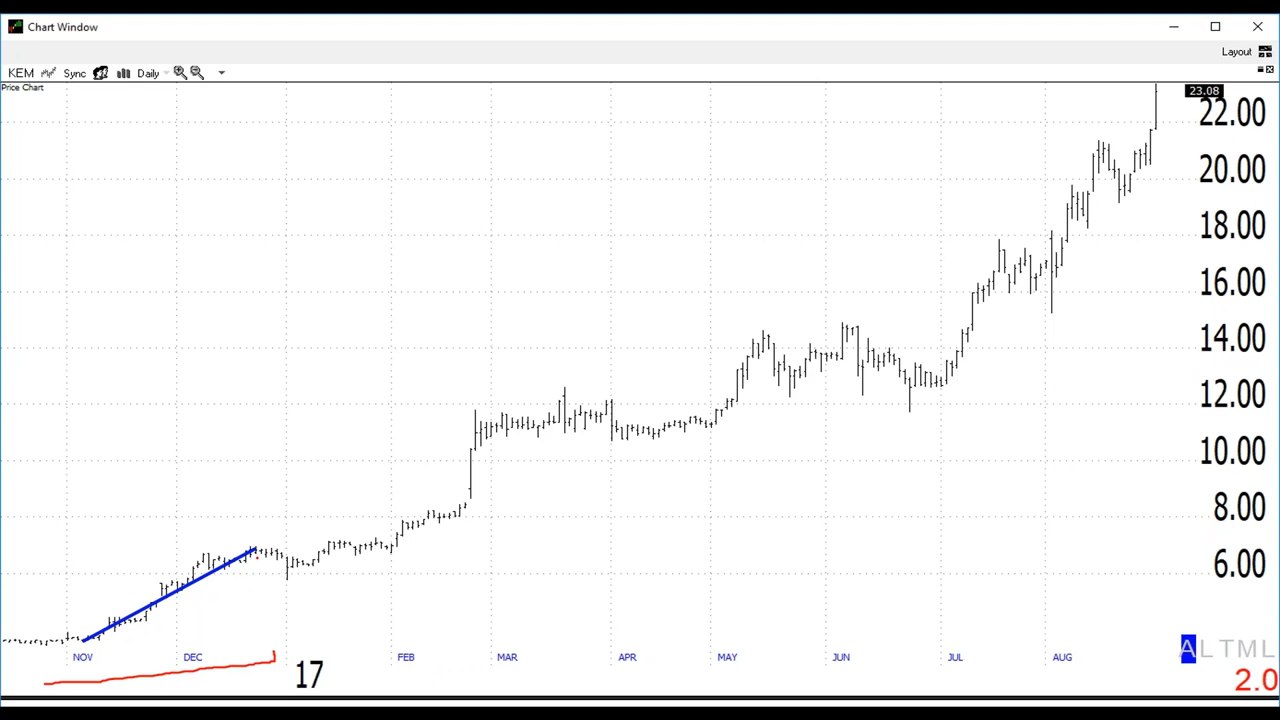 Chart Window
Layout
KEM Sync Daily
Price Chart
23.08
22.00
20.00
18.00
16.00
14.00
12.00
10.00
8.00
6.00
NOV DEC FEB MAR APR MAY JUN JUL AUG
17
ALTML
2.0